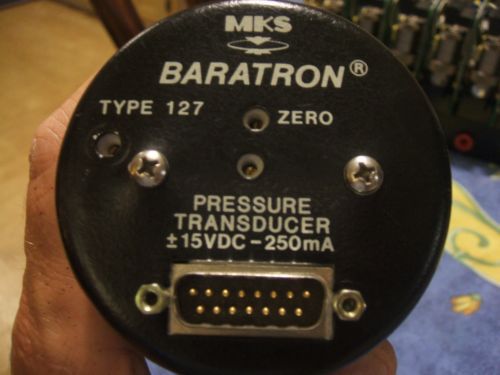 MKS
BARATRON®
TYPE 127
ZERO
PRESSURE
TRANSDUCER
±15VDC-250mA